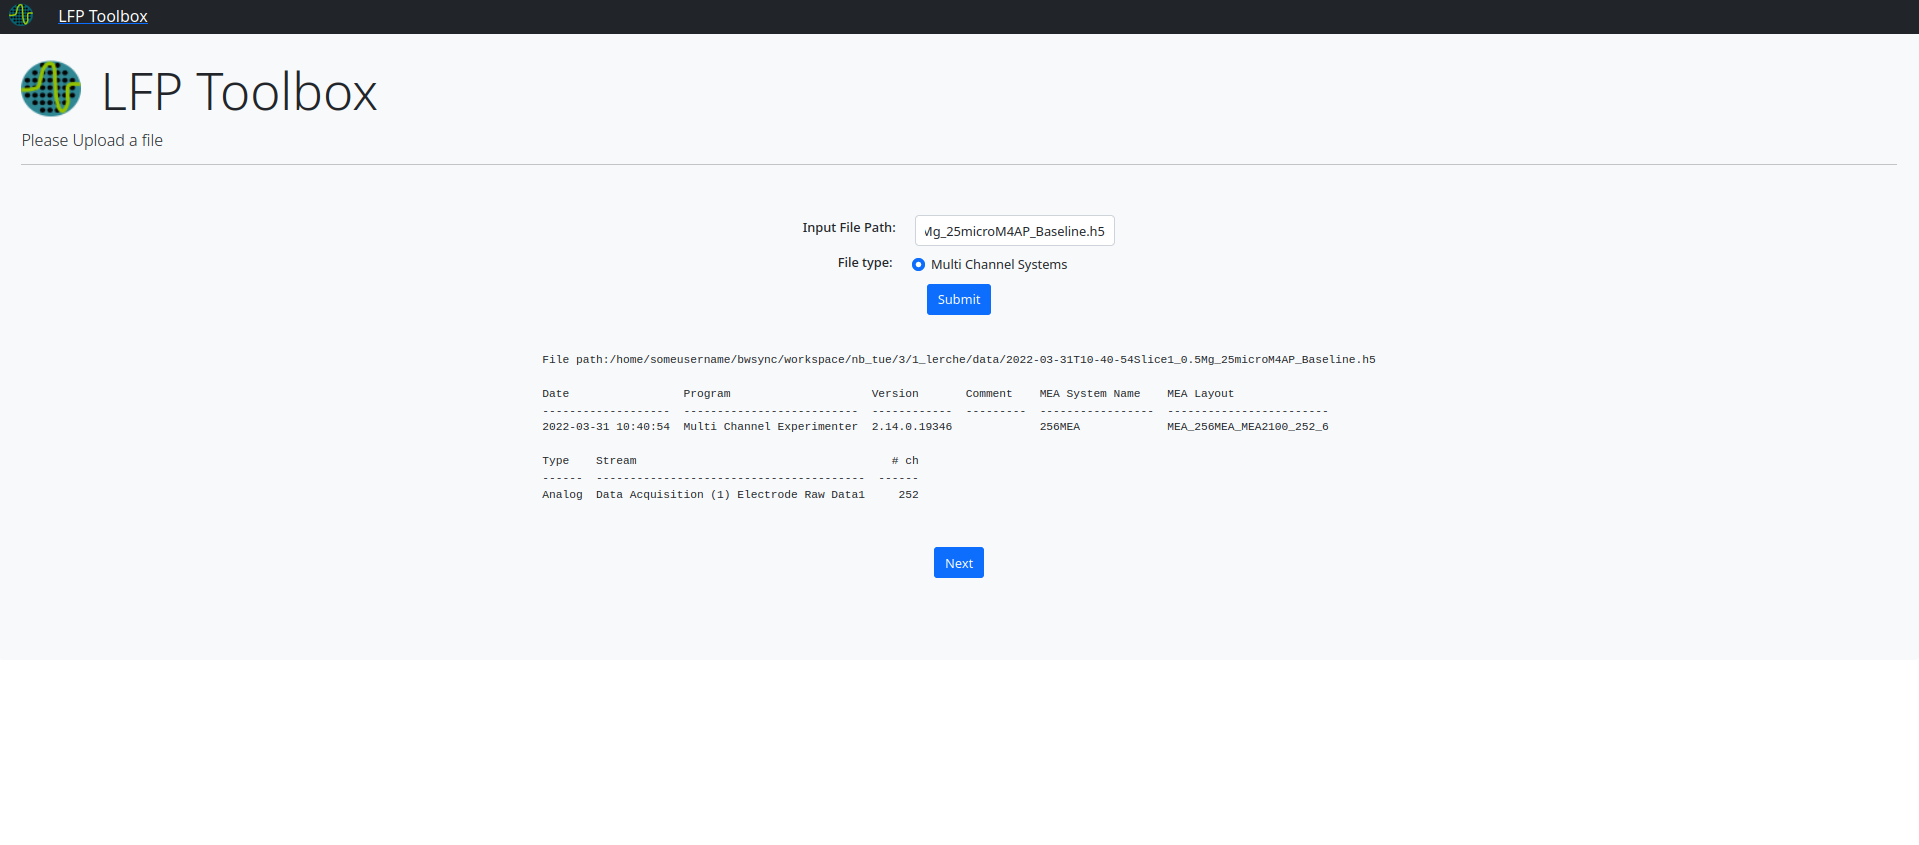 LFP Toolbox
LFP Toolbox
Please Upload a file
Input File Path: Mg_25microM4AP_Baseline.h5
File type: Multi Channel Systems
Submit
File path:/home/someusername/bwsync/workspace/nb_tue/3/1_lerche/data/2022-03-31T10-40-54Slice1_0.5Mg_25microM4AP_Baseline.h5
Date Program Version Comment MEA System Name MEA Layout
------------------- -------------------------- ------------ --------- ----------------- ------------------------
2022-03-31 10:40:54 Multi Channel Experimenter 2.14.0.19346 256MEA MEA_256MEA_MEA2100_252_6
Type Stream # ch
------ ---------------------------------------- ------
Analog Data Acquisition (1) Electrode Raw Data1 252
Next